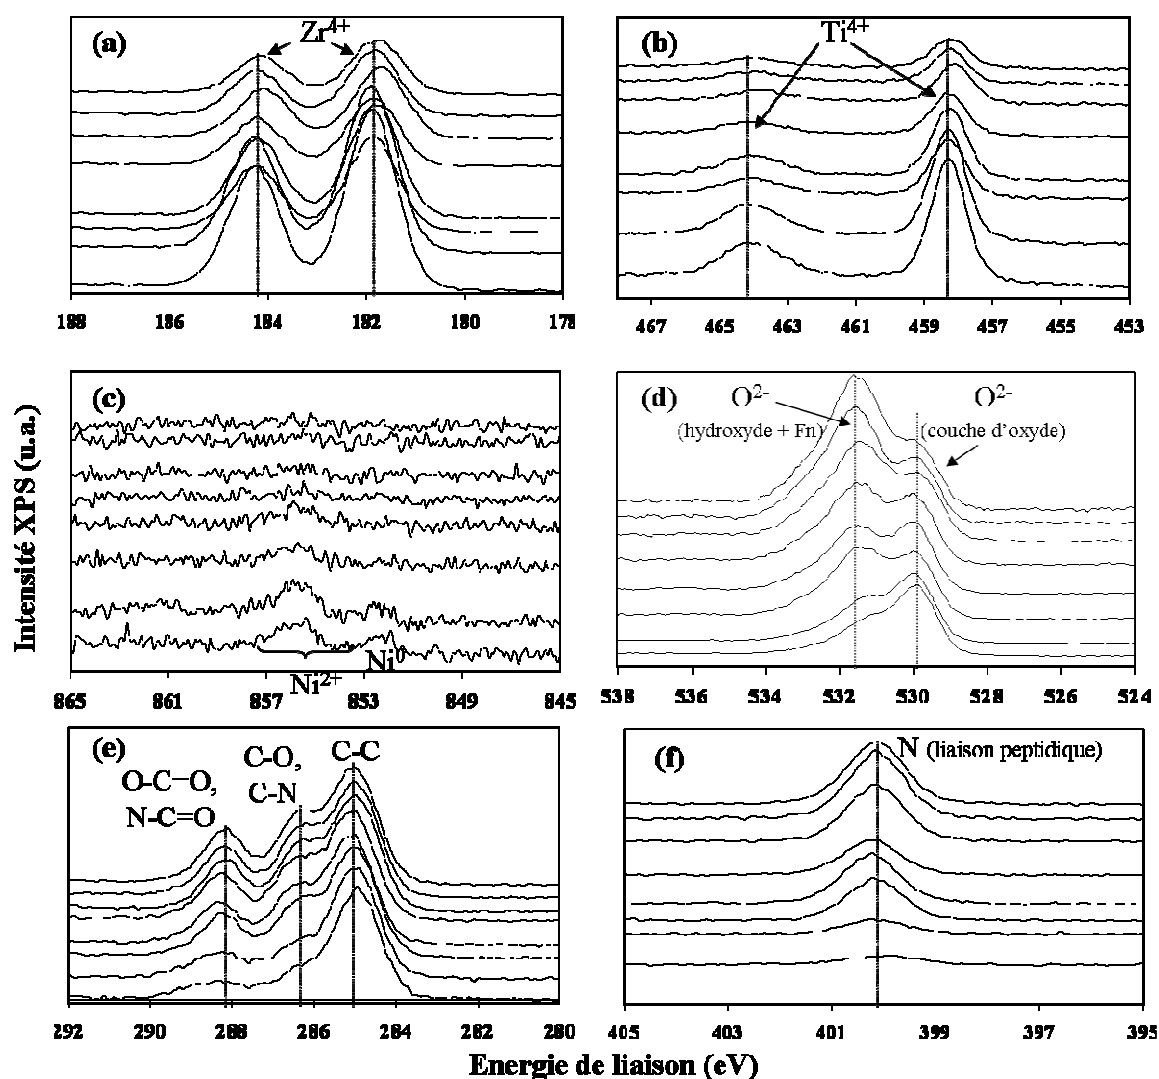 (a) Zr4+
(b) Ti4+
188 186 184 182 180 178
467 465 463 461 459 457 455 453
Intensité XPS (u.a.)
(c)
Ni0
Ni2+
865 861 857 853 849 845
(d) O2- O2-
(hydroxyde + Fn) (couche d'oxyde)
538 536 534 532 530 528 526 524
(e) C-O, C-C
O-C=O, C-N
N-C=O
292 290 288 286 284 282 280
(f) N (liaison peptidique)
405 403 401 399 397 395
Energie de liaison (eV)